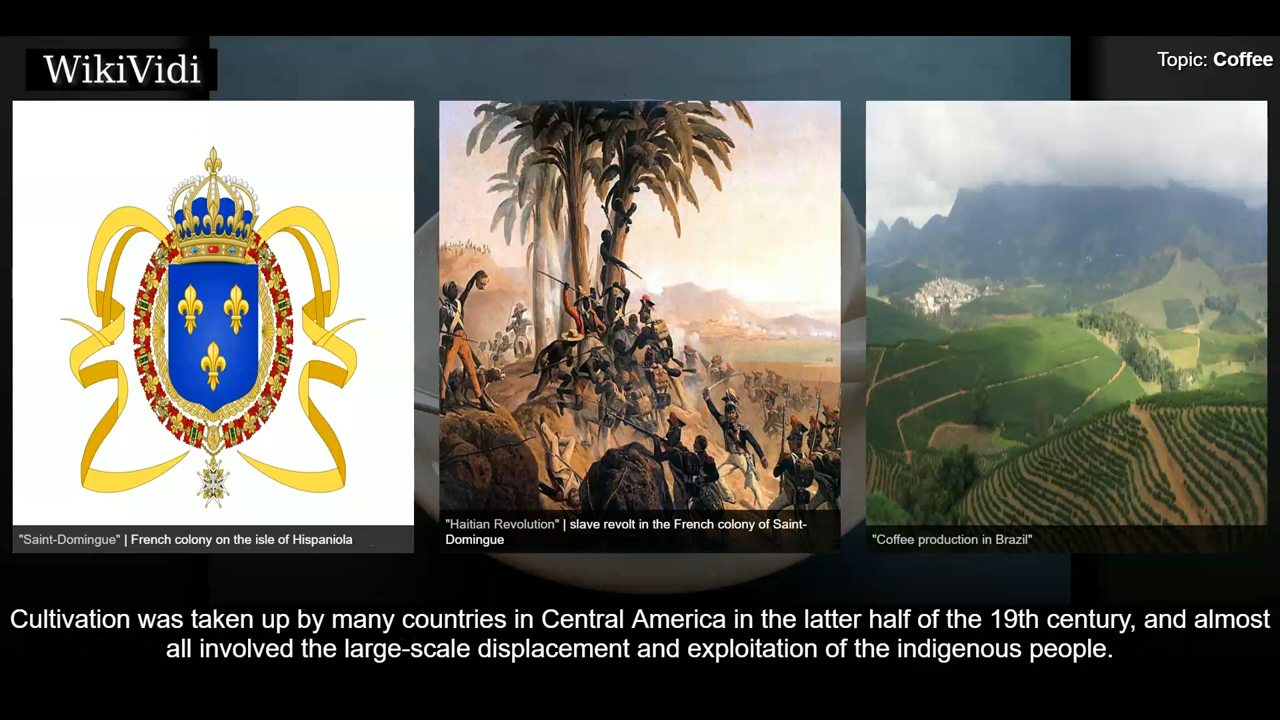 WikiVidi
Topic: Coffee
"Saint-Domingue" | French colony on the isle of Hispaniola
"Haitian Revolution" | slave revolt in the French colony of Saint-
Domingue
"Coffee production in Brazil"
Cultivation was taken up by many countries in Central America in the latter half of the 19th century, and almost
all involved the large-scale displacement and exploitation of the indigenous people.